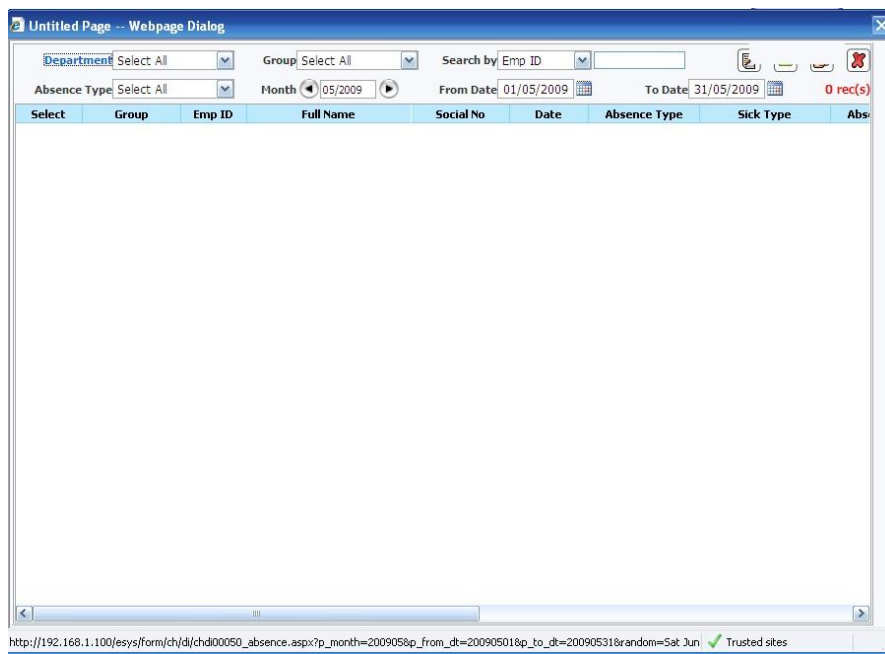 Untitled Page -- Webpage Dialog
Department Select All Group Select All Search by Emp ID
Absence Type Select All Month 05/2009 From Date 01/05/2009 To Date 31/05/2009 0 rec(s)
Select Group Emp ID Full Name Social No Date Absence Type Sick Type Abs
http://192.168.1.100/esys/form/ch/di/chdi00050_absence.aspx?p_month=200905&p_from_dt=20090501&p_to_dt=20090531&random=Sat Jun Trusted sites